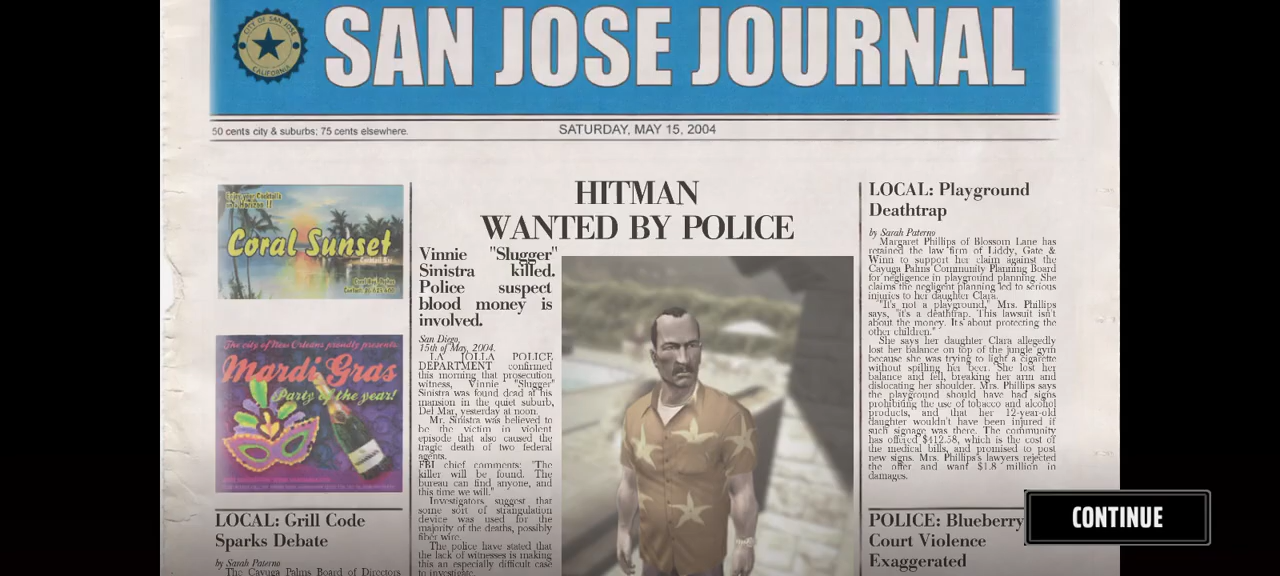 CITY OF SAN JOSE
CALIFORNIA
SAN JOSE JOURNAL
50 cents city & suburbs; 75 cents elsewhere.
SATURDAY, MAY 15, 2004
Enjoy your Cocktails
Coral Sunset
Cocktail Bar
The city of New Orleans proudly presents
Mardi Gras
Party of the year!
LOCAL: Grill Code
Sparks Debate
by Sarah Paterno
The Cayuga Palms Board of Directors
HITMAN
WANTED BY POLICE
Vinnie "Slugger"
Sinistra killed.
Police suspect
blood money is
involved.
San Diego,
15th of May, 2004.
LA JOLLA POLICE
DEPARTMENT confirmed
this morning that prosecution
witness, Vinnie "Slugger"
Sinistra was found dead at his
mansion in the quiet suburb,
Del Mar, yesterday at noon.
Mr. Sinistra was believed to
be the victim in violent
episode that also caused the
tragic death of two federal
agents.
FBI chief comments: "The
killer will be found. The
bureau can find anyone, and
this time we will."
Investigators suggest that
some sort of strangulation
device was used for the
majority of the deaths, possibly
fiber wire.
The police have stated that
the lack of witnesses is making
this an especially difficult case
to investigate.
LOCAL: Playground
Deathtrap
by Sarah Paterno
Margaret Phillips of Blossom Lane has
retained the law firm of Liddy, Gate &
Winn to support her claim against the
Cayuga Palms Community Planning Board
for negligence in playground planning. She
claims the negligent planning led to serious
injuries to her daughter Clara.
"It's not a playground," Mrs. Phillips
says, "it's a deathtrap. This lawsuit isn't
about the money. It's about protecting the
other children."
She says her daughter Clara allegedly
lost her balance on top of the jungle gym
because she was trying to light a cigarette
without spilling her beer. She lost her
balance and fell, breaking her arm and
dislocating her shoulder. Mrs. Phillips says
the playground should have had signs
prohibiting the use of tobacco and alcohol
products, and that her 12-year-old
daughter wouldn't have been injured if
such signage was there. The community
has offered $412.58, which is the cost of
the medical bills, and promised to post
new signs. Mrs. Phillips's lawyers rejected
the offer and want $1.8 million in
damages.
POLICE: Blueberry
Court Violence
Exaggerated
CONTINUE